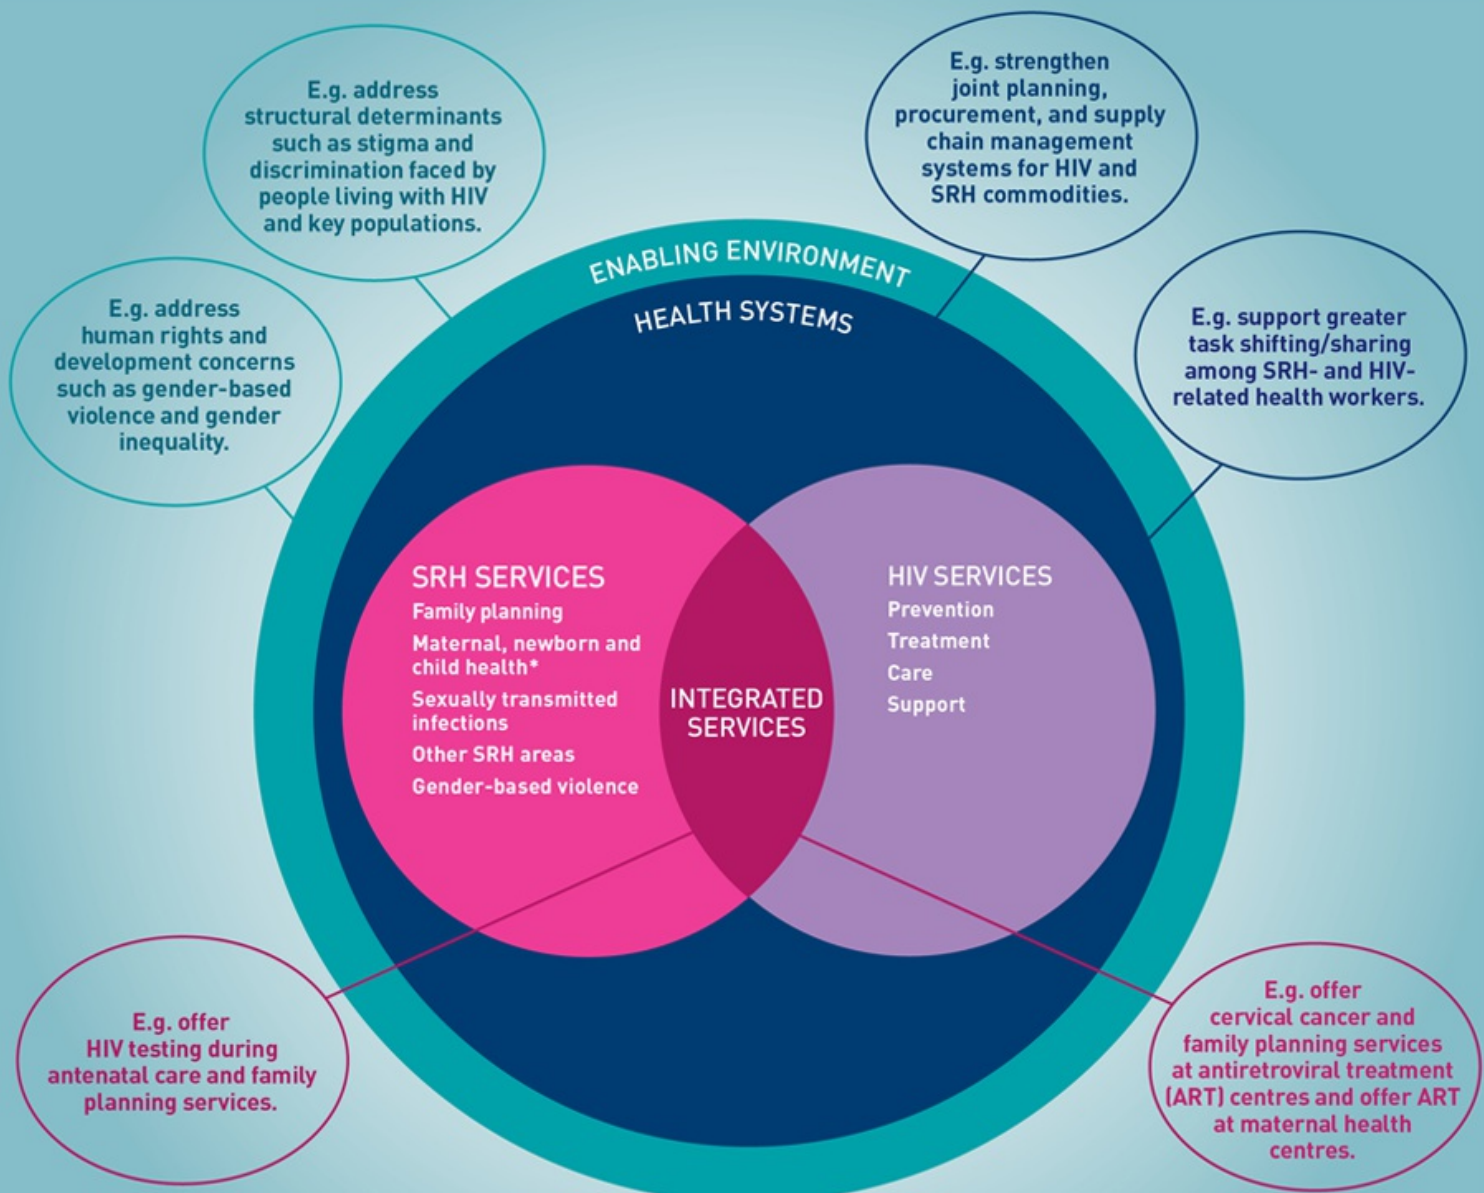 E.g. address
structural determinants
such as stigma and
discrimination faced by
people living with HIV
and key populations.
E.g. strengthen
joint planning,
procurement, and supply
chain management
systems for HIV and
SRH commodities.
E.g. address
human rights and
development concerns
such as gender-based
violence and gender
inequality.
ENABLING ENVIRONMENT
HEALTH SYSTEMS
E.g. support greater
task shifting/sharing
among SRH- and HIV-
related health workers.
SRH SERVICES
Family planning
Maternal, newborn and
child health*
Sexually transmitted
infections
Other SRH areas
Gender-based violence
INTEGRATED
SERVICES
HIV SERVICES
Prevention
Treatment
Care
Support
E.g. offer
HIV testing during
antenatal care and family
planning services.
E.g. offer
cervical cancer and
family planning services
at antiretroviral treatment
(ART) centres and offer ART
at maternal health
centres.